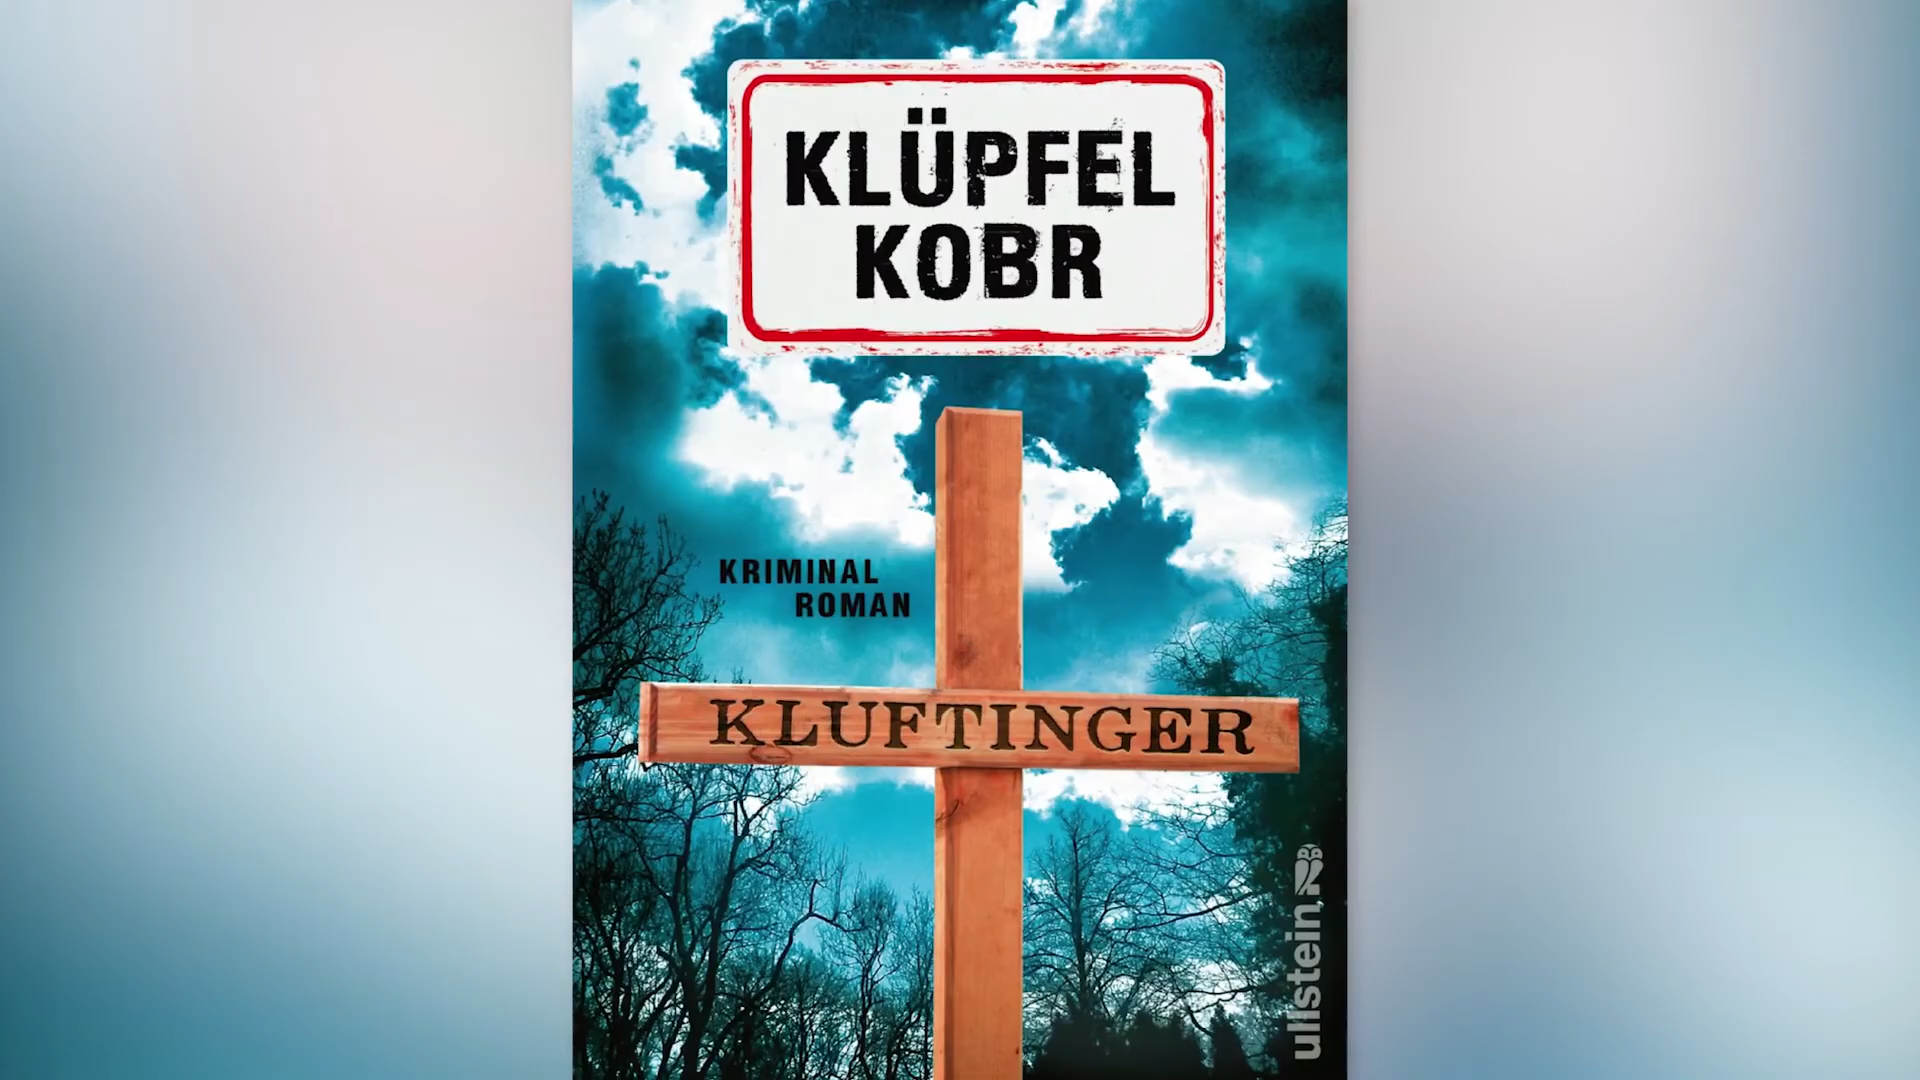 KLÜPFEL
KOBR
KRIMINAL
ROMAN
KLUFTINGER
ullstein